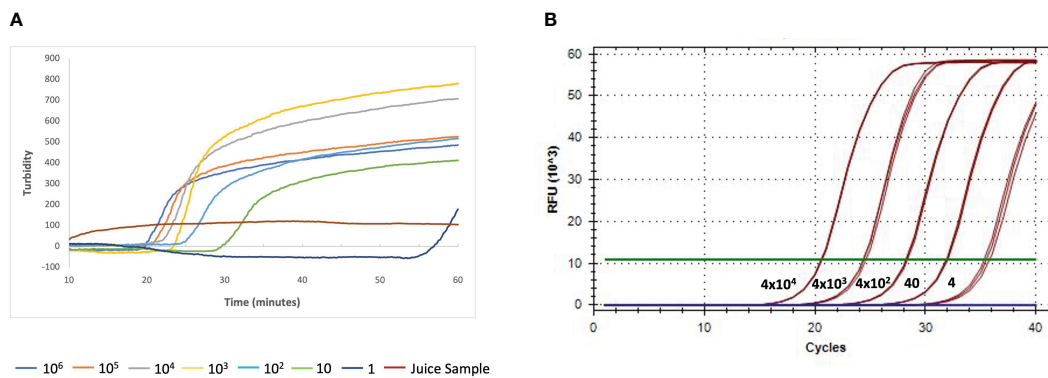 A
900
800
700
600
500
400
300
200
100
0
-100
Turbidity
10 20 30 40 50 60
Time (minutes)
10⁶ 10⁵ 10⁴ 10³ 10² 10 1 Juice Sample
B
60
50
40
30
20
10
0
RFU (10^3)
4x10⁴ 4x10³ 4x10² 40 4
0 10 20 30 40
Cycles